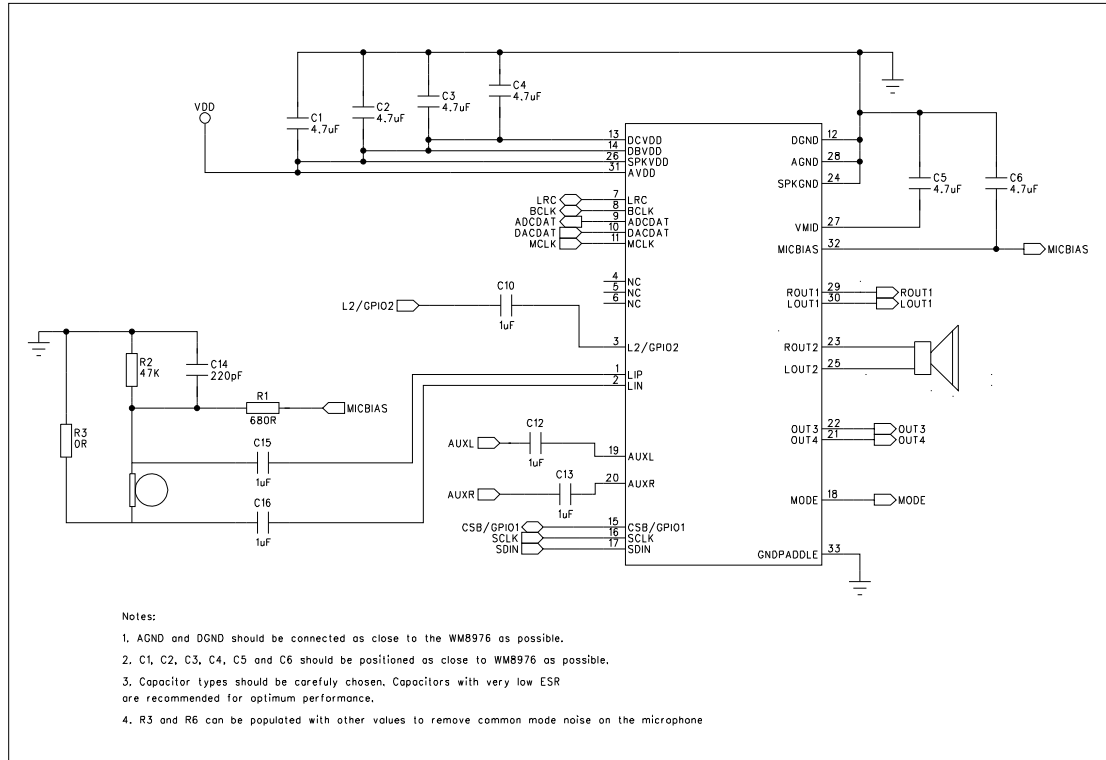 VDD
C1
4.7uF
C2
4.7uF
C3
4.7uF
C4
4.7uF
C5
4.7uF
C6
4.7uF
13
DCVDD
14
DBVDD
26
SPKVDD
31
AVDD
LRC
7
LRC
BCLK
8
BCLK
ADCDAT
9
ADCDAT
DACDAT
10
DACDAT
MCLK
11
MCLK
4
NC
5
NC
6
NC
L2/GPIO2
C10
1uF
3
L2/GPIO2
1
LIP
2
LIN
R2
47K
C14
220pF
R1
680R
MICBIAS
R3
0R
C15
1uF
C16
1uF
AUXL
C12
1uF
19
AUXL
AUXR
C13
1uF
20
AUXR
CSB/GPIO1
15
CSB/GPIO1
SCLK
16
SCLK
SDIN
17
SDIN
DGND
12
AGND
28
SPKGND
24
VMID
27
MICBIAS
32
MICBIAS
ROUT1
29
ROUT1
LOUT1
30
LOUT1
ROUT2
23
LOUT2
25
OUT3
22
OUT3
OUT4
21
OUT4
MODE
18
MODE
GNDPADDLE
33
Notes:
1. AGND and DGND should be connected as close to the WM8976 as possible.
2. C1, C2, C3, C4, C5 and C6 should be positioned as close to WM8976 as possible.
3. Capacitor types should be carefuly chosen. Capacitors with very low ESR
are recommended for optimum performance.
4. R3 and R6 can be populated with other values to remove common mode noise on the microphone